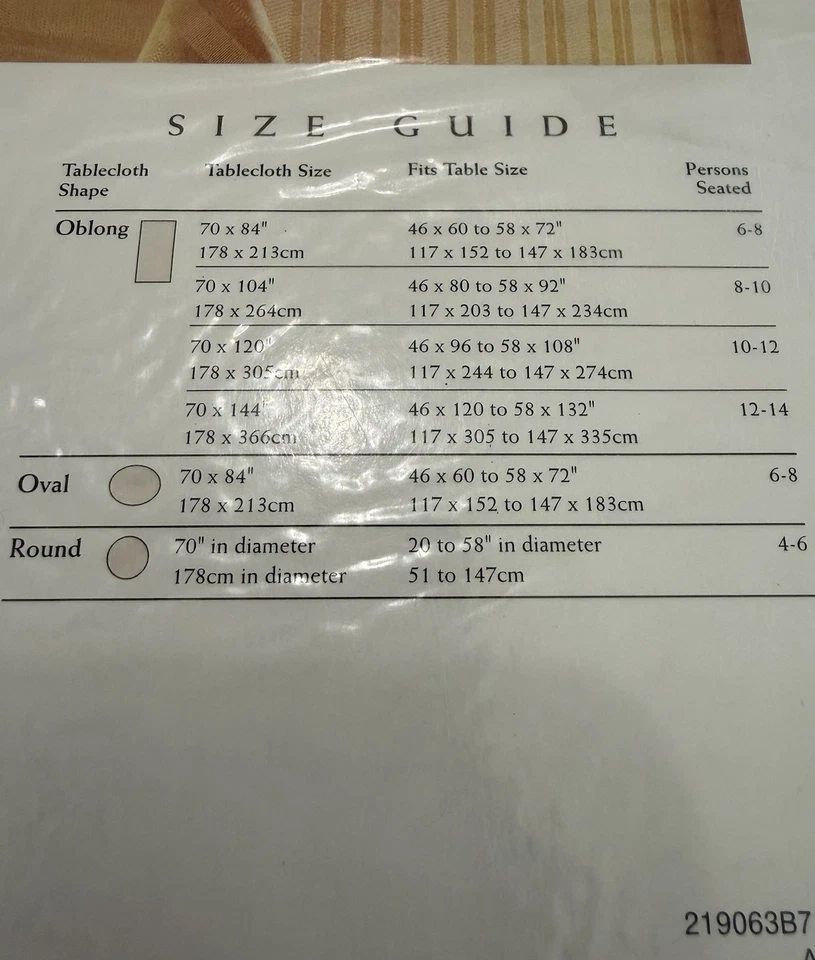 SIZE GUIDE
Tablecloth Shape Tablecloth Size Fits Table Size Persons Seated
Oblong 70 x 84" 46 x 60 to 58 x 72" 6-8
178 x 213cm 117 x 152 to 147 x 183cm
70 x 104" 46 x 80 to 58 x 92" 8-10
178 x 264cm 117 x 203 to 147 x 234cm
70 x 120" 46 x 96 to 58 x 108" 10-12
178 x 305cm 117 x 244 to 147 x 274cm
70 x 144" 46 x 120 to 58 x 132" 12-14
178 x 366cm 117 x 305 to 147 x 335cm
Oval 70 x 84" 46 x 60 to 58 x 72" 6-8
178 x 213cm 117 x 152 to 147 x 183cm
Round 70" in diameter 20 to 58" in diameter 4-6
178cm in diameter 51 to 147cm
219063B7